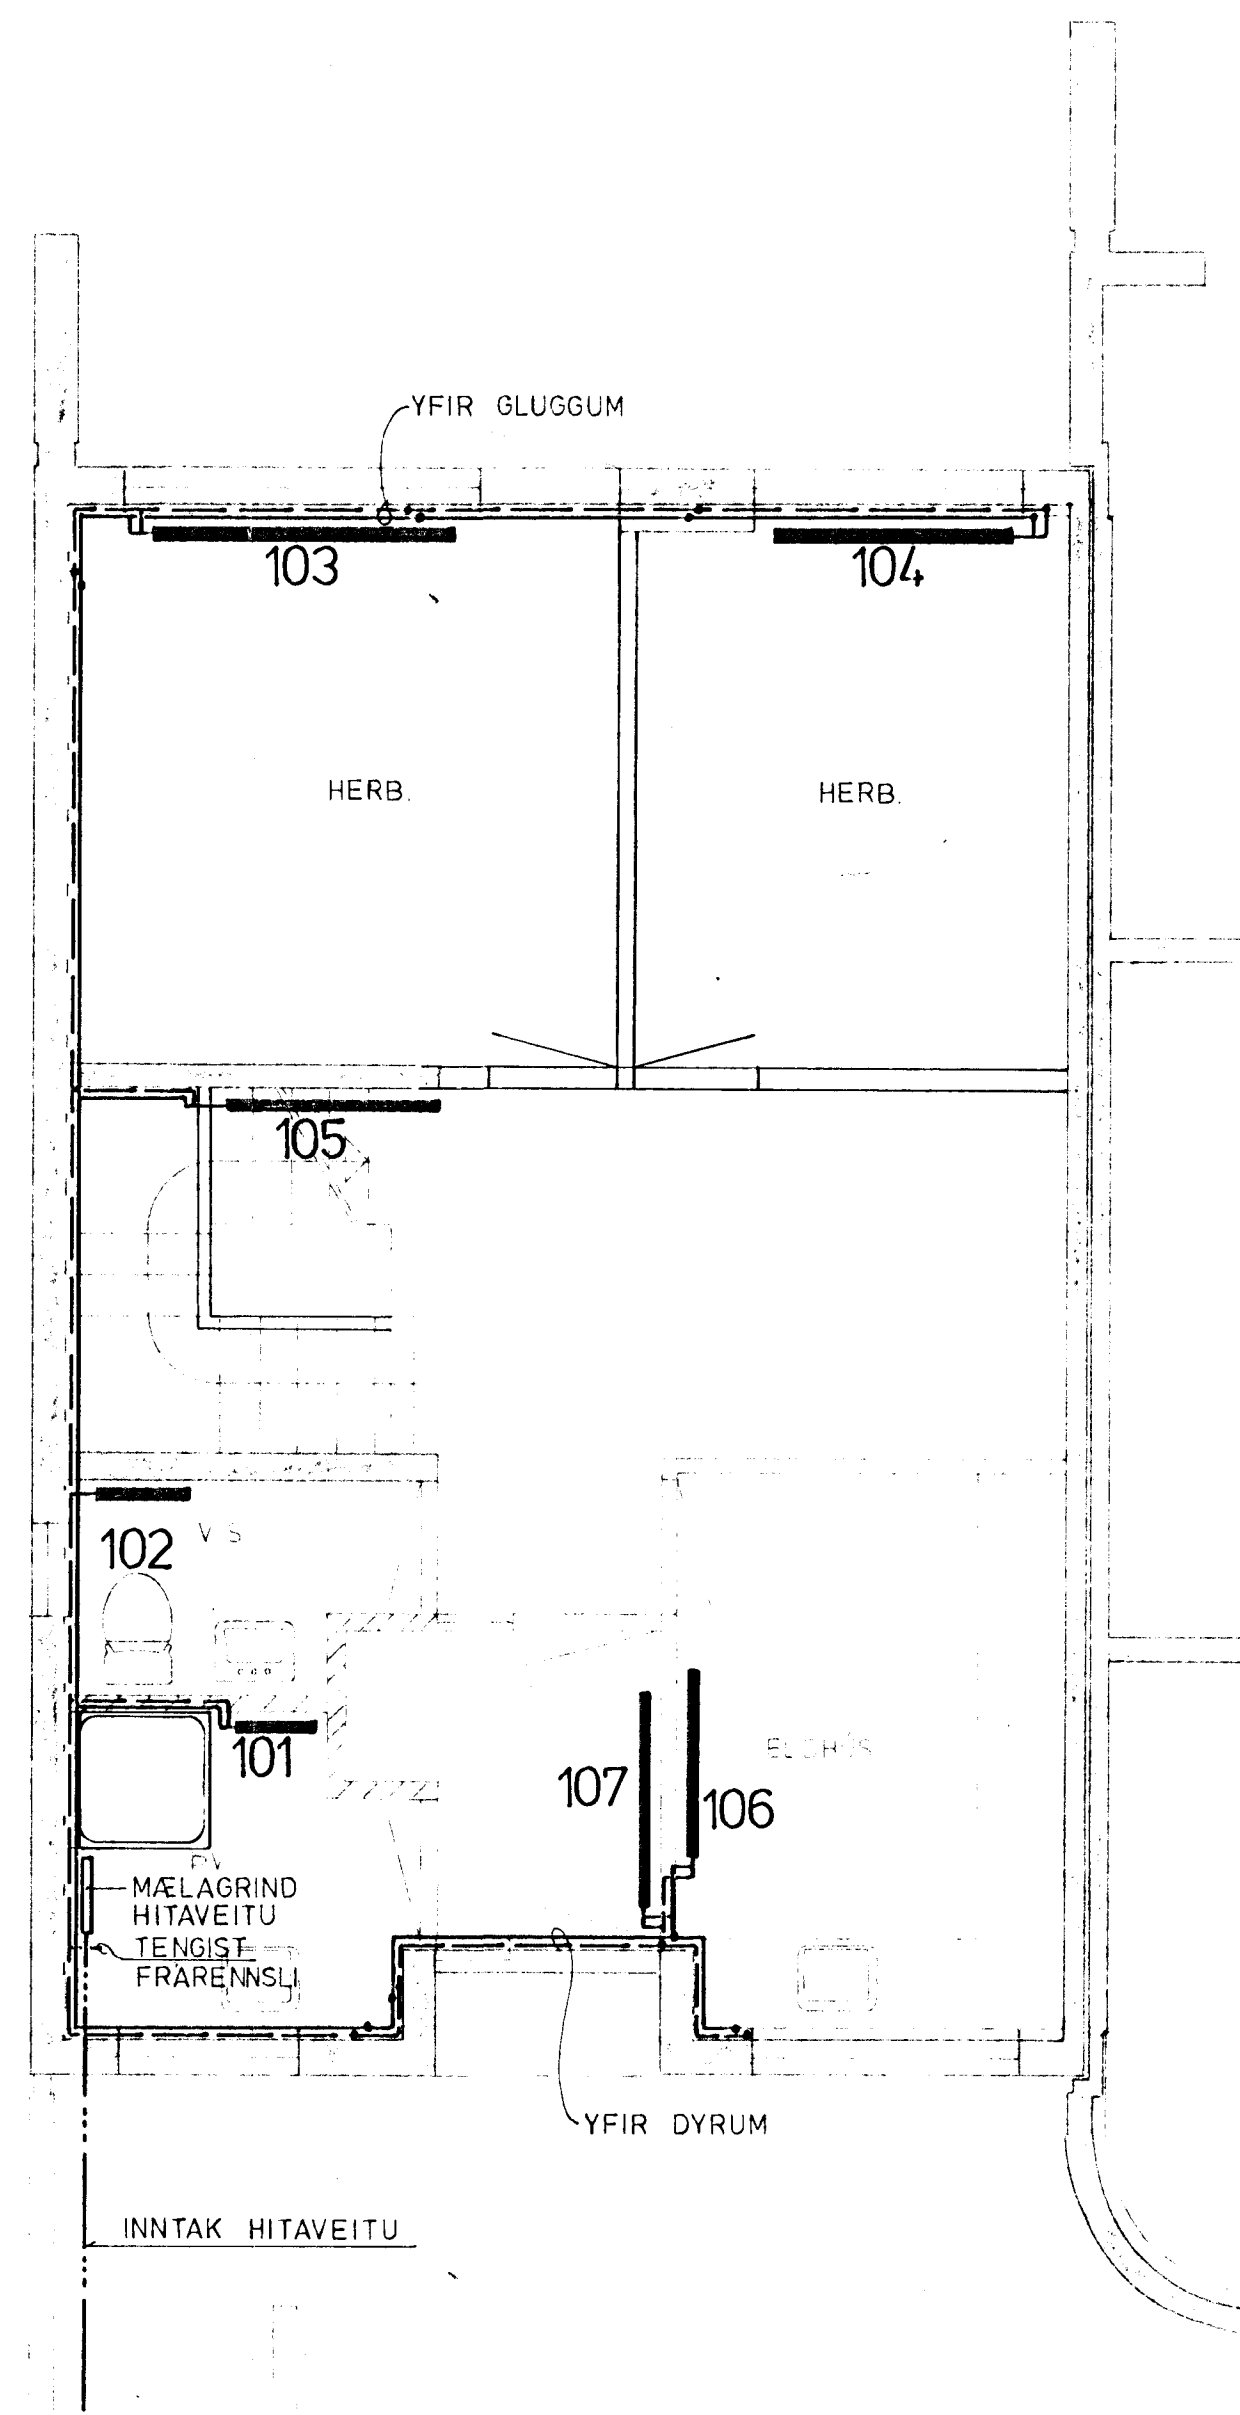 YFIR GLUGGUM
103
104
HERB.
HERB.
105
102
V S
101
107
106
MÆLAGRIND
HITAVEITU
TENGIST
FRÁRENNSLI
YFIR DYRUM
INNTAK HITAVEITU